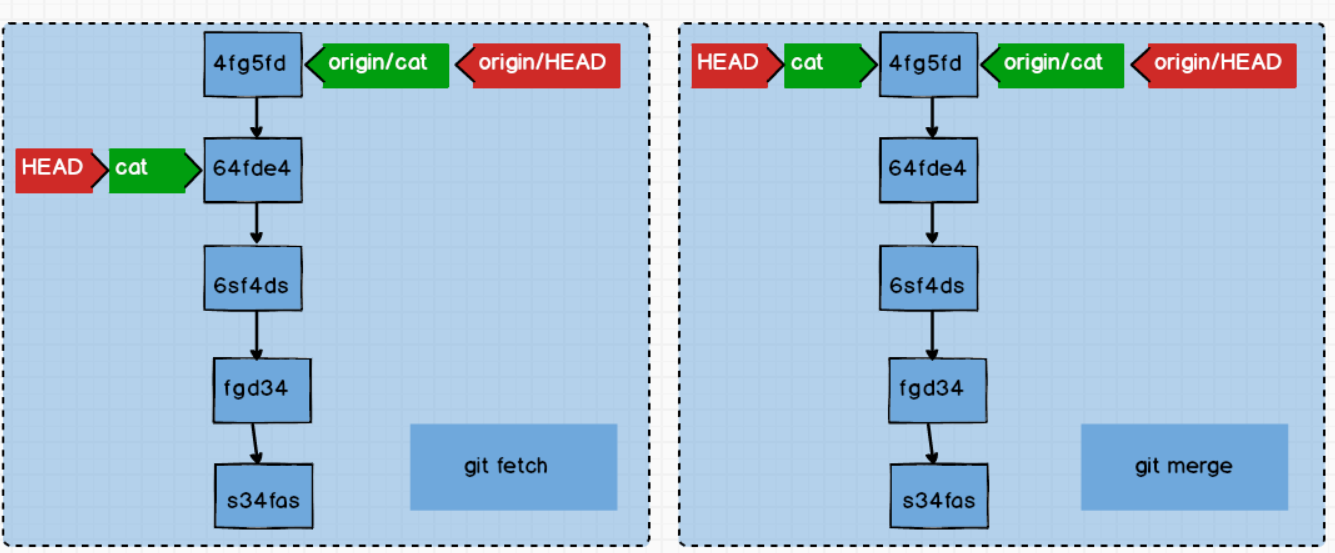 4fg5fd origin/cat origin/HEAD
HEAD cat 64fde4
6sf4ds
fgd34
s34fas
git fetch
HEAD cat 4fg5fd origin/cat origin/HEAD
64fde4
6sf4ds
fgd34
s34fas
git merge